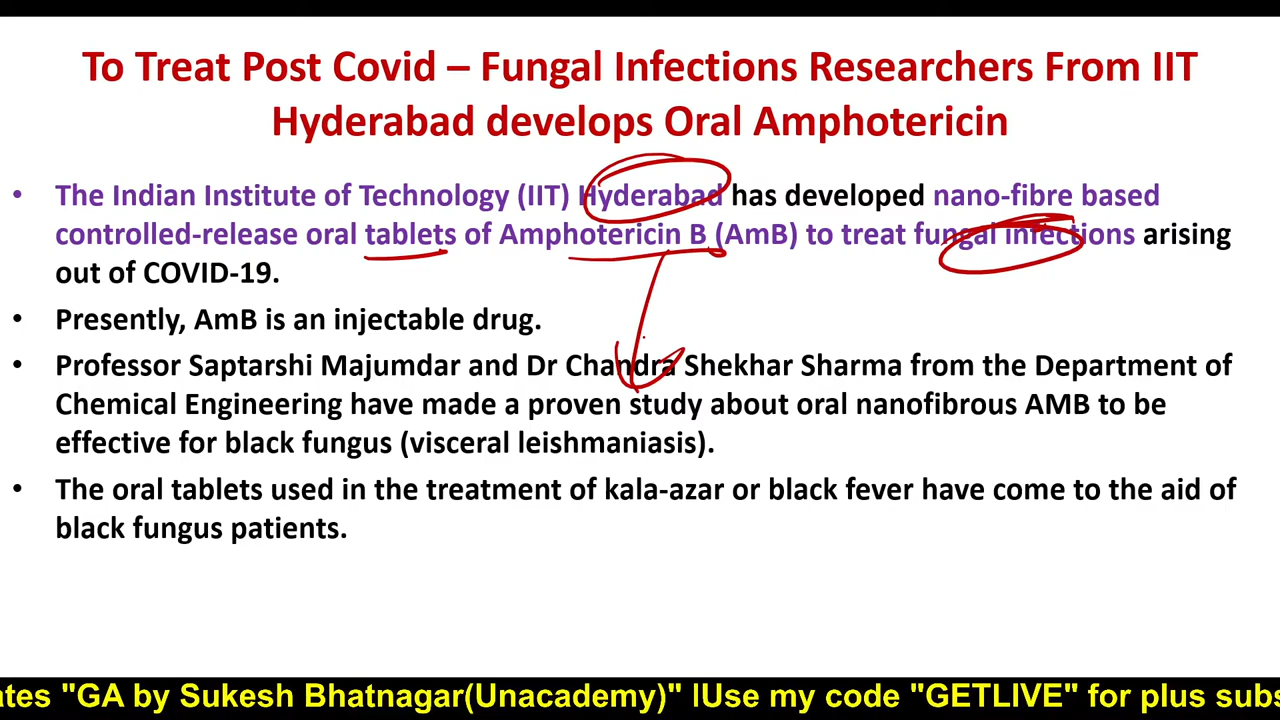 To Treat Post Covid – Fungal Infections Researchers From IIT
Hyderabad develops Oral Amphotericin
• The Indian Institute of Technology (IIT) Hyderabad has developed nano-fibre based
controlled-release oral tablets of Amphotericin B (AmB) to treat fungal infections arising
out of COVID-19.
• Presently, AmB is an injectable drug.
• Professor Saptarshi Majumdar and Dr Chandra Shekhar Sharma from the Department of
Chemical Engineering have made a proven study about oral nanofibrous AMB to be
effective for black fungus (visceral leishmaniasis).
• The oral tablets used in the treatment of kala-azar or black fever have come to the aid of
black fungus patients.
ates "GA by Sukesh Bhatnagar(Unacademy)" |Use my code "GETLIVE" for plus subs